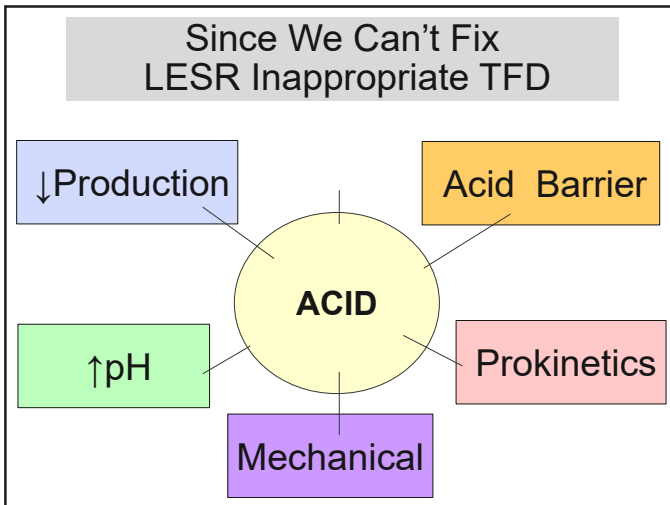 Since We Can’t Fix
LESR Inappropriate TFD
↓Production
Acid Barrier
ACID
↑pH
Prokinetics
Mechanical